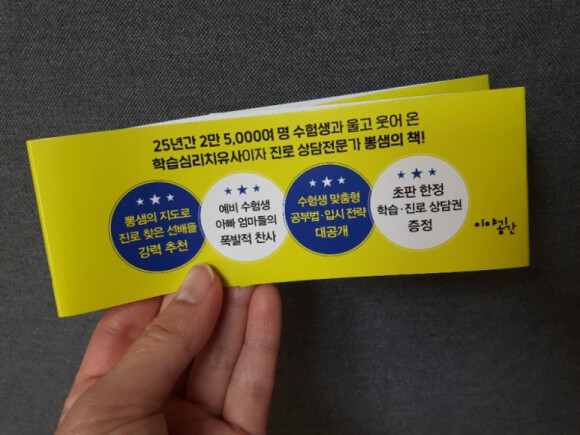 25년간 2만 5,000여 명 수험생과 울고 웃어 온
학습심리치유사이자 진로 상담전문가 뽕샘의 책!
뽕샘의 지도로
진로 찾은 선배들
강력 추천
예비 수험생
아빠 엄마들의
폭발적 찬사
수험생 맞춤형
공부법·입시 전략
대공개
초판 한정
학습·진로 상담권
증정
이야기공간